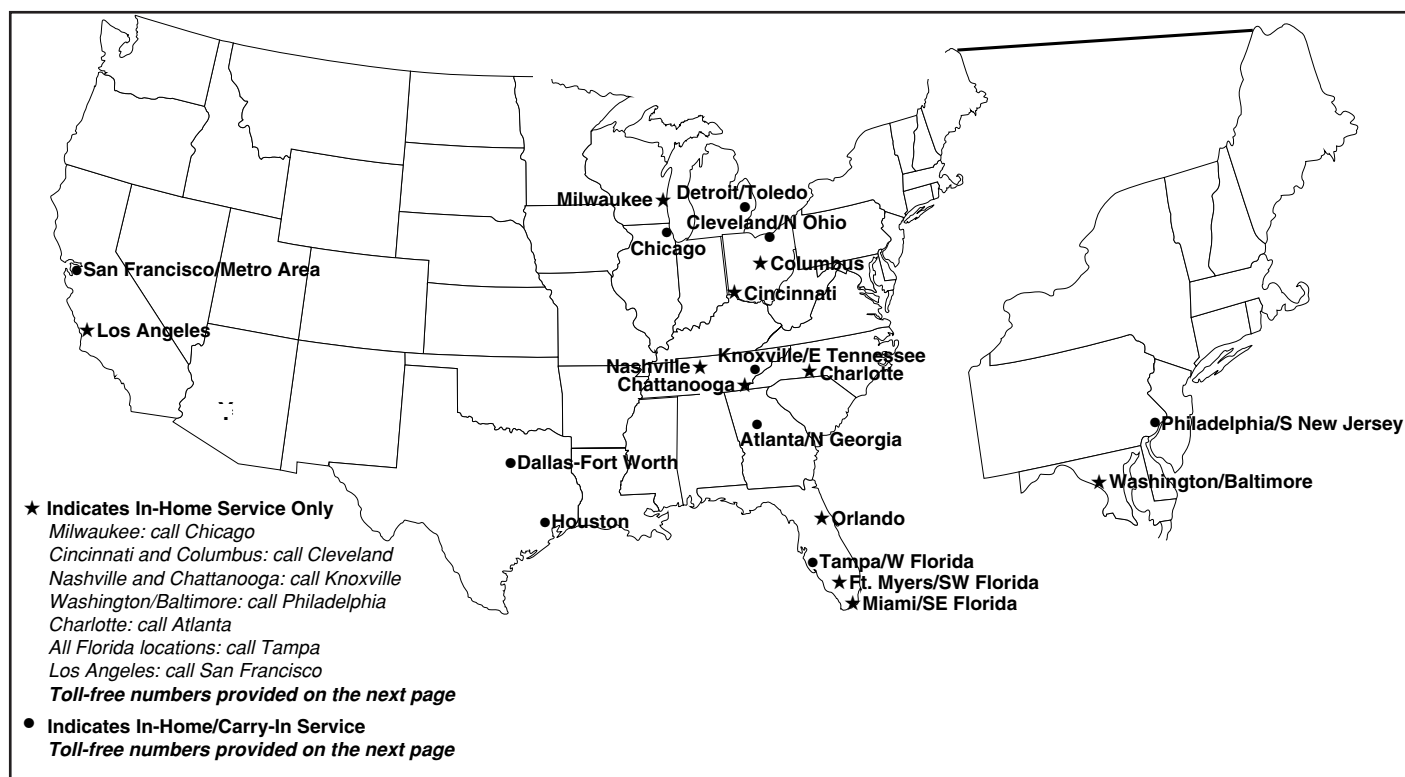 Milwaukee
Detroit/Toledo
Cleveland/N Ohio
Chicago
Columbus
San Francisco/Metro Area
Cincinnati
Los Angeles
Knoxville/E Tennessee
Nashville
Charlotte
Chattanooga
Philadelphia/S New Jersey
Atlanta/N Georgia
Dallas-Fort Worth
Washington/Baltimore
Houston
Orlando
Tampa/W Florida
Ft. Myers/SW Florida
Miami/SE Florida
★ Indicates In-Home Service Only
Milwaukee: call Chicago
Cincinnati and Columbus: call Cleveland
Nashville and Chattanooga: call Knoxville
Washington/Baltimore: call Philadelphia
Charlotte: call Atlanta
All Florida locations: call Tampa
Los Angeles: call San Francisco
Toll-free numbers provided on the next page
● Indicates In-Home/Carry-In Service
Toll-free numbers provided on the next page